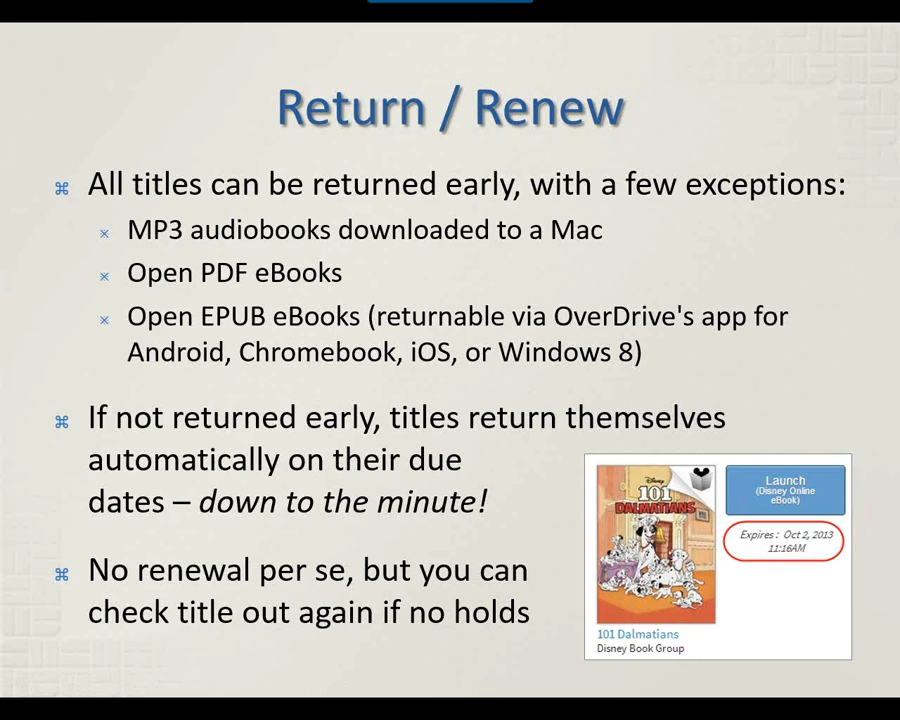 Return / Renew
All titles can be returned early, with a few exceptions:
MP3 audiobooks downloaded to a Mac
Open PDF eBooks
Open EPUB eBooks (returnable via OverDrive's app for
Android, Chromebook, iOS, or Windows 8)
If not returned early, titles return themselves
automatically on their due
dates – down to the minute!
No renewal per se, but you can
check title out again if no holds
Disney
101
DALMATIANS
Launch
(Disney Online
eBook)
Expires : Oct 2, 2013
11:16AM
101 Dalmatians
Disney Book Group